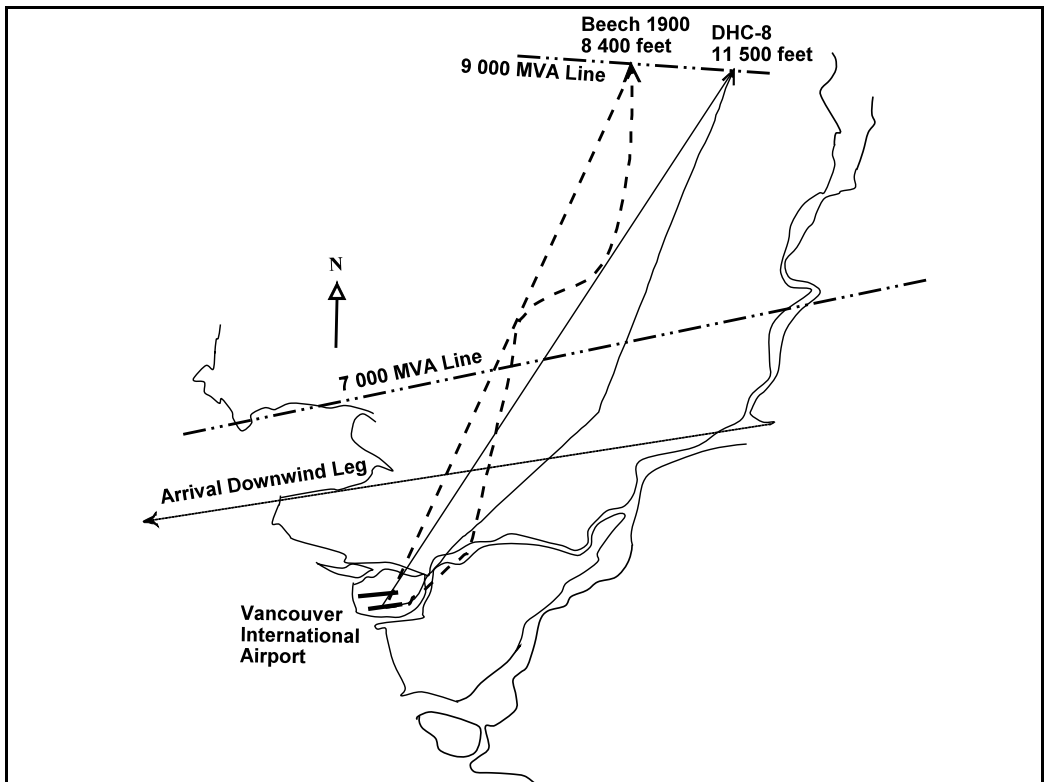 Beech 1900
8 400 feet
DHC-8
11 500 feet
9 000 MVA Line
N
7 000 MVA Line
Arrival Downwind Leg
Vancouver
International
Airport